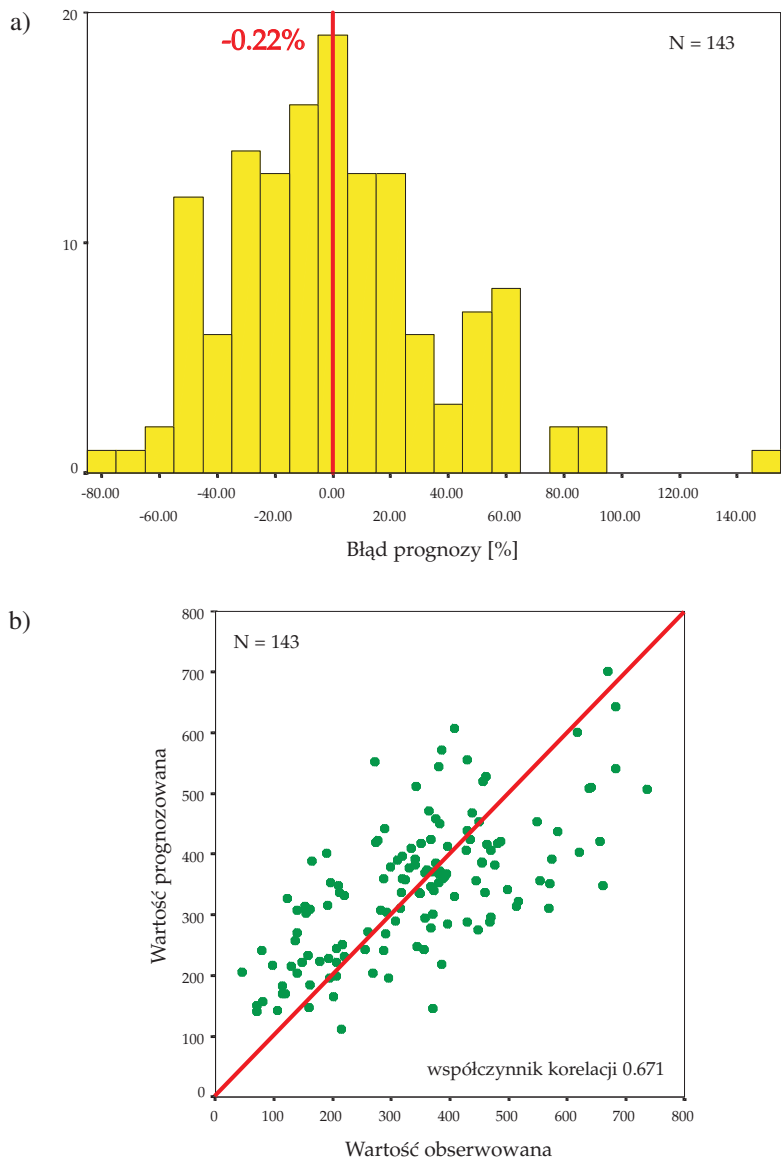 a)
20
-0.22%
N = 143
10
0
-80.00 -40.00 0.00 40.00 80.00 120.00
-60.00 -20.00 20.00 60.00 100.00 140.00
Błąd prognozy [%]
b)
800
N = 143
700
600
500
400
300
200
100
0
Wartość prognozowana
współczynnik korelacji 0.671
0 100 200 300 400 500 600 700 800
Wartość obserwowana